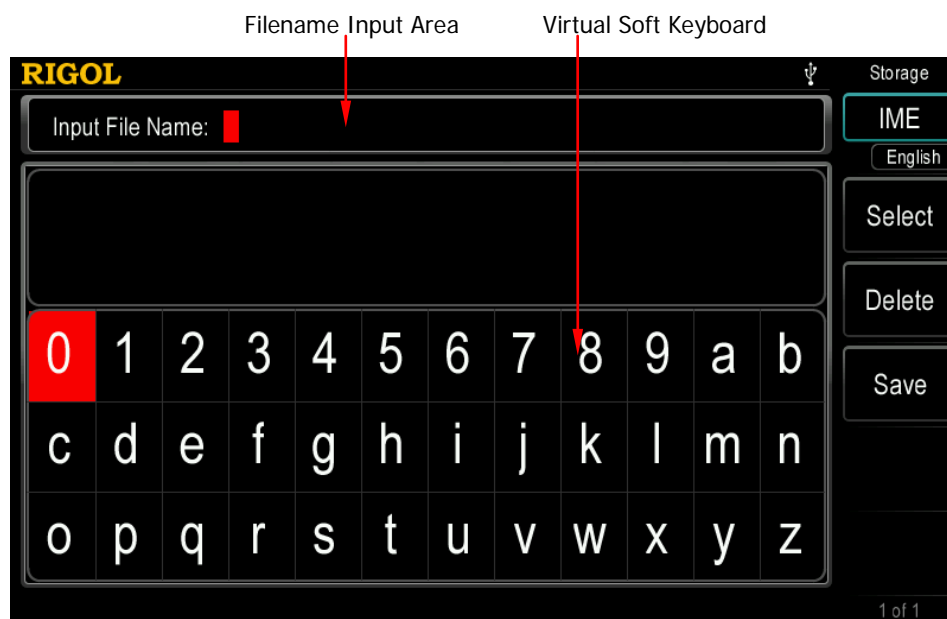 Filename Input Area Virtual Soft Keyboard
RIGOL Storage
Input File Name: IME
English
Select
Delete
0 1 2 3 4 5 6 7 8 9 a b
Save
c d e f g h i j k l m n
o p q r s t u v w x y z
1 of 1